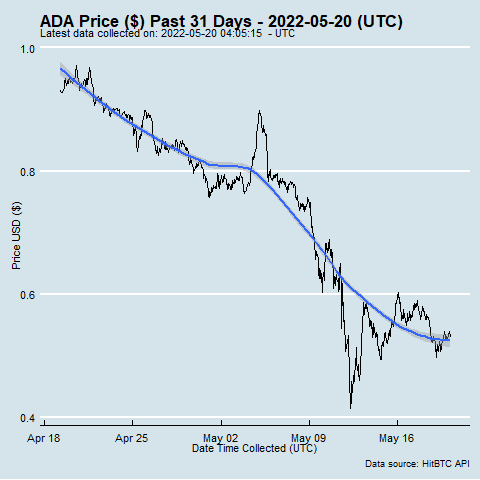 ADA Price ($) Past 31 Days - 2022-05-20 (UTC)
Latest data collected on: 2022-05-20 04:05:15 - UTC
1.0
0.8
0.6
0.4
Price USD ($)
Apr 18
Apr 25
May 02
May 09
May 16
Date Time Collected (UTC)
Data source: HitBTC API